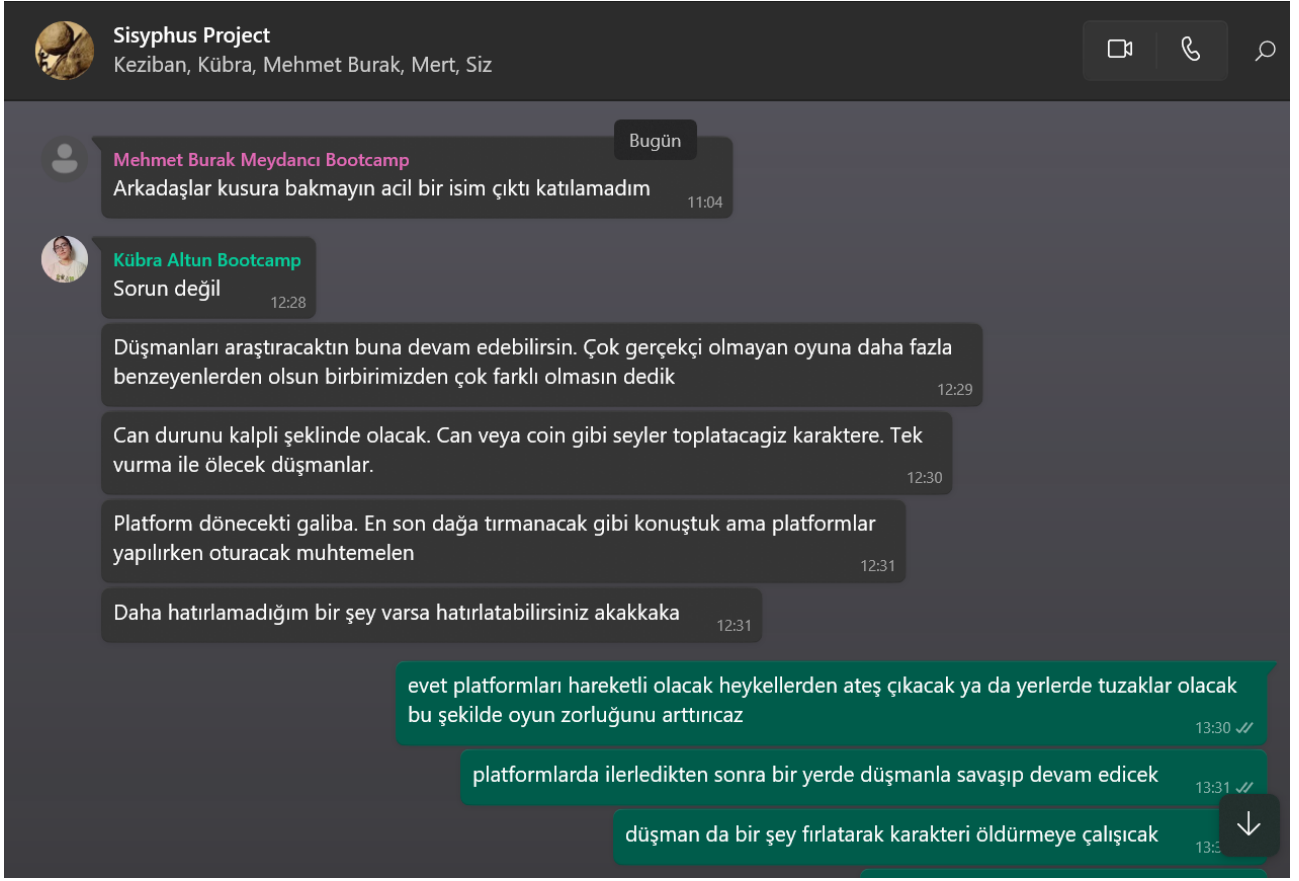 Sisyphus Project
Keziban, Kübra, Mehmet Burak, Mert, Siz
Bugün
Mehmet Burak Meydancı Bootcamp
Arkadaşlar kusura bakmayın acil bir isim çıktı katılamadım
11:04
Kübra Altun Bootcamp
Sorun değil
12:28
Düşmanları araştıracaktın buna devam edebilirsin. Çok gerçekçi olmayan oyuna daha fazla
benzeyenlerden olsun birbirimizden çok farklı olmasın dedik
12:29
Can durunu kalpli şeklinde olacak. Can veya coin gibi seyler toplatacagiz karaktere. Tek
vurma ile ölecek düşmanlar.
12:30
Platform dönecekti galiba. En son dağa tırmanacak gibi konuştuk ama platformlar
yapılırken oturacak muhtemelen
12:31
Daha hatırlamadığım bir şey varsa hatırlatabilirsiniz akakkaka
12:31
evet platformları hareketli olacak heykellerden ateş çıkacak ya da yerlerde tuzaklar olacak
bu şekilde oyun zorluğunu arttırıcaz
13:30
platformlarda ilerledikten sonra bir yerde düşmanla savaşıp devam edicek
13:31
düşman da bir şey fırlatarak karakteri öldürmeye çalışıcak